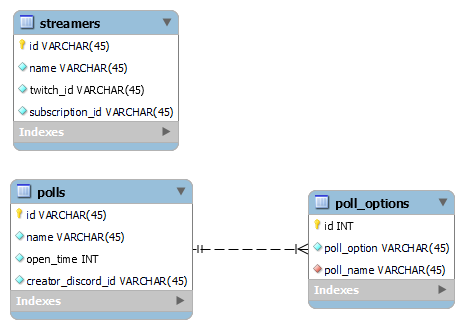 streamers
id VARCHAR(45)
name VARCHAR(45)
twitch_id VARCHAR(45)
subscription_id VARCHAR(45)
Indexes
polls
id VARCHAR(45)
name VARCHAR(45)
open_time INT
creator_discord_id VARCHAR(45)
Indexes
poll_options
id INT
poll_option VARCHAR(45)
poll_name VARCHAR(45)
Indexes